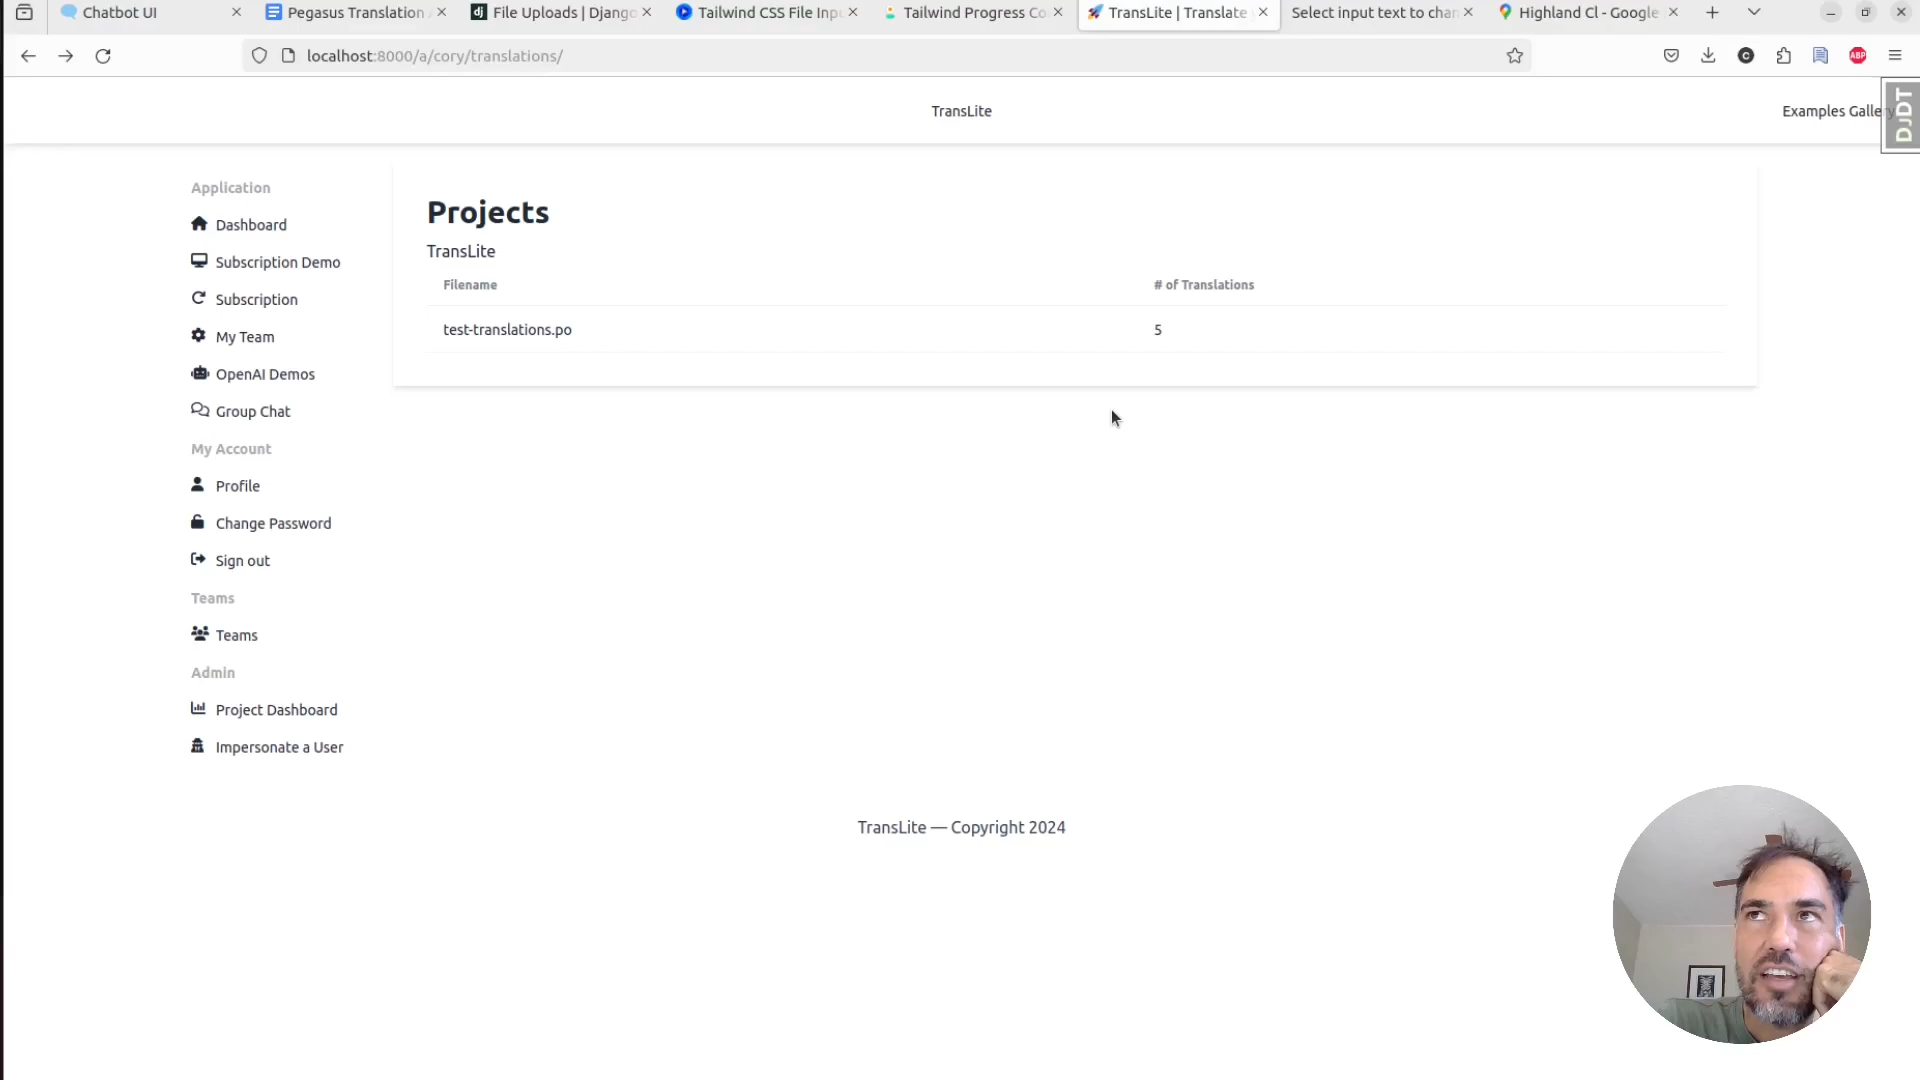 Chatbot UI
Pegasus Translation
File Uploads | Django
Tailwind CSS File Inpu
Tailwind Progress Co
TransLite | Translate
Select input text to chan
Highland Cl - Google
localhost:8000/a/cory/translations/
ABP
TransLite
Examples Galle
DJDT
Application
Dashboard
Subscription Demo
Subscription
My Team
OpenAI Demos
Group Chat
My Account
Profile
Change Password
Sign out
Teams
Teams
Admin
Project Dashboard
Impersonate a User
Projects
TransLite
Filename
# of Translations
test-translations.po
5
TransLite — Copyright 2024